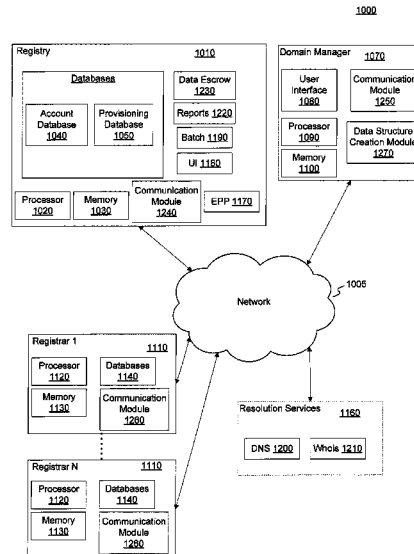 1000
Registry 1010
Databases
Account Database 1040
Provisioning Database 1050
Data Escrow 1230
Reports 1220
Batch 1190
UI 1180
Processor 1020
Memory 1030
Communication Module 1240
EPP 1170
Domain Manager 1070
User Interface 1080
Communication Module 1250
Processor 1090
Memory 1100
Data Structure Creation Module 1270
Network
1005
Registrar 1 1110
Processor 1120
Databases 1140
Memory 1130
Communication Module 1260
Registrar N 1110
Processor 1120
Databases 1140
Memory 1130
Communication Module 1260
Resolution Services 1160
DNS 1200
Whois 1210